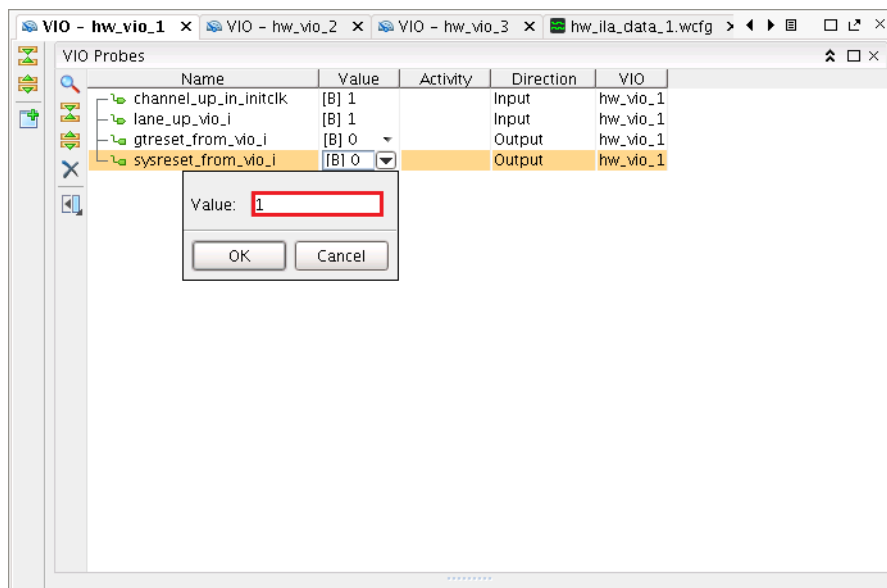 VIO - hw_vio_1 VIO - hw_vio_2 VIO - hw_vio_3 hw_ila_data_1.wcfg
VIO Probes
Name Value Activity Direction VIO
channel_up_in_initclk [B] 1 Input hw_vio_1
lane_up_vio_i [B] 1 Input hw_vio_1
gtreset_from_vio_i [B] 0 Output hw_vio_1
sysreset_from_vio_i [B] 0 Output hw_vio_1
Value: 1
OK Cancel